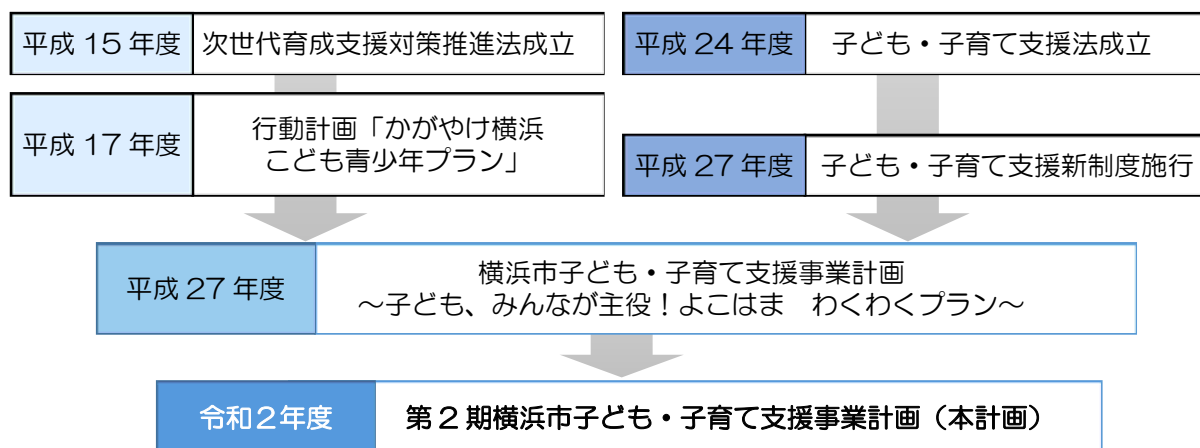 平成 15 年度 次世代育成支援対策推進法成立
平成 17 年度 行動計画「かがやけ横浜
こども青少年プラン」
平成 24 年度 子ども・子育て支援法成立
平成 27 年度 子ども・子育て支援新制度施行
平成 27 年度 横浜市子ども・子育て支援事業計画
～子ども、みんなが主役！よこはま　わくわくプラン～
令和２年度 第 2 期横浜市子ども・子育て支援事業計画（本計画）